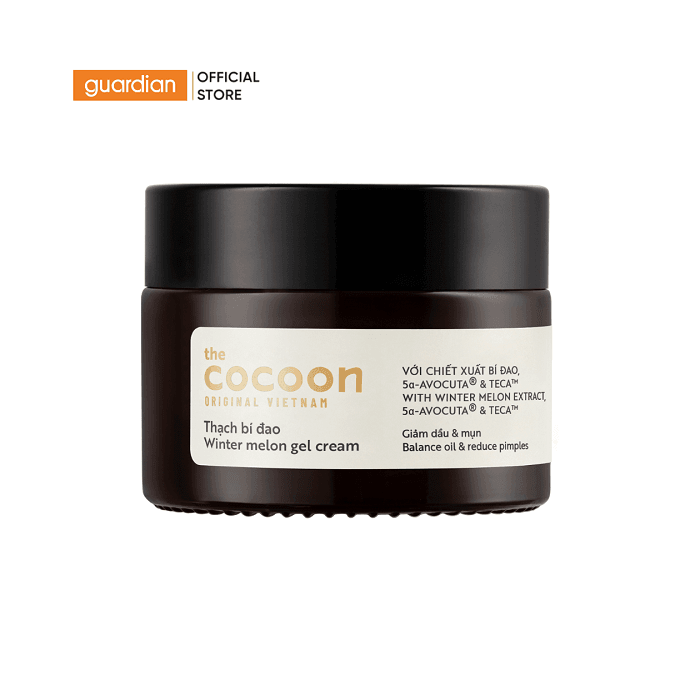 guardian
OFFICIAL
STORE
the
cocoon
ORIGINAL VIETNAM
Thạch bí đao
Winter melon gel cream
VỚI CHIẾT XUẤT BÍ ĐAO,
5α-AVOCUTA® & TECA™
WITH WINTER MELON EXTRACT,
5α-AVOCUTA® & TECA™
Giảm dầu & mụn
Balance oil & reduce pimples